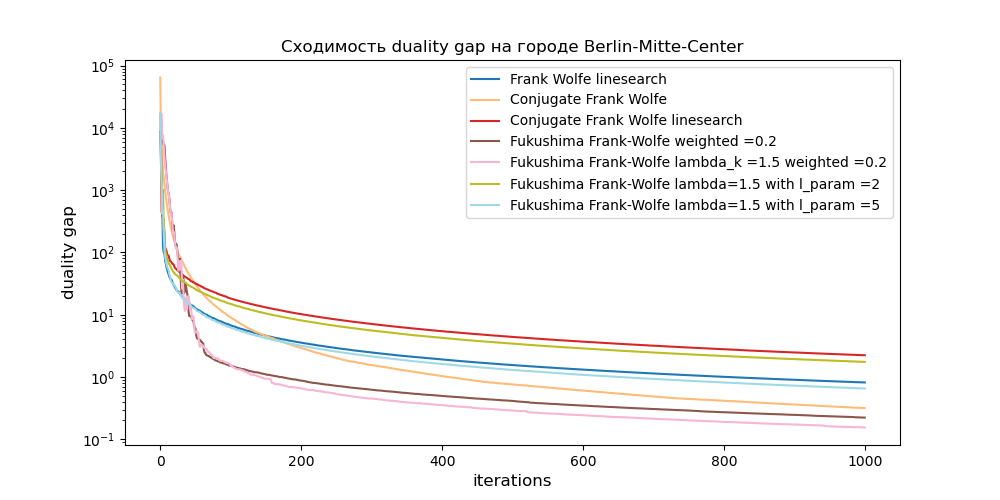 Сходимость duality gap на городе Berlin-Mitte-Center
10^5
10^4
10^3
10^2
10^1
10^0
10^-1
duality gap
Frank Wolfe linesearch
Conjugate Frank Wolfe
Conjugate Frank Wolfe linesearch
Fukushima Frank-Wolfe weighted =0.2
Fukushima Frank-Wolfe lambda_k =1.5 weighted =0.2
Fukushima Frank-Wolfe lambda=1.5 with l_param =2
Fukushima Frank-Wolfe lambda=1.5 with l_param =5
0 200 400 600 800 1000
iterations